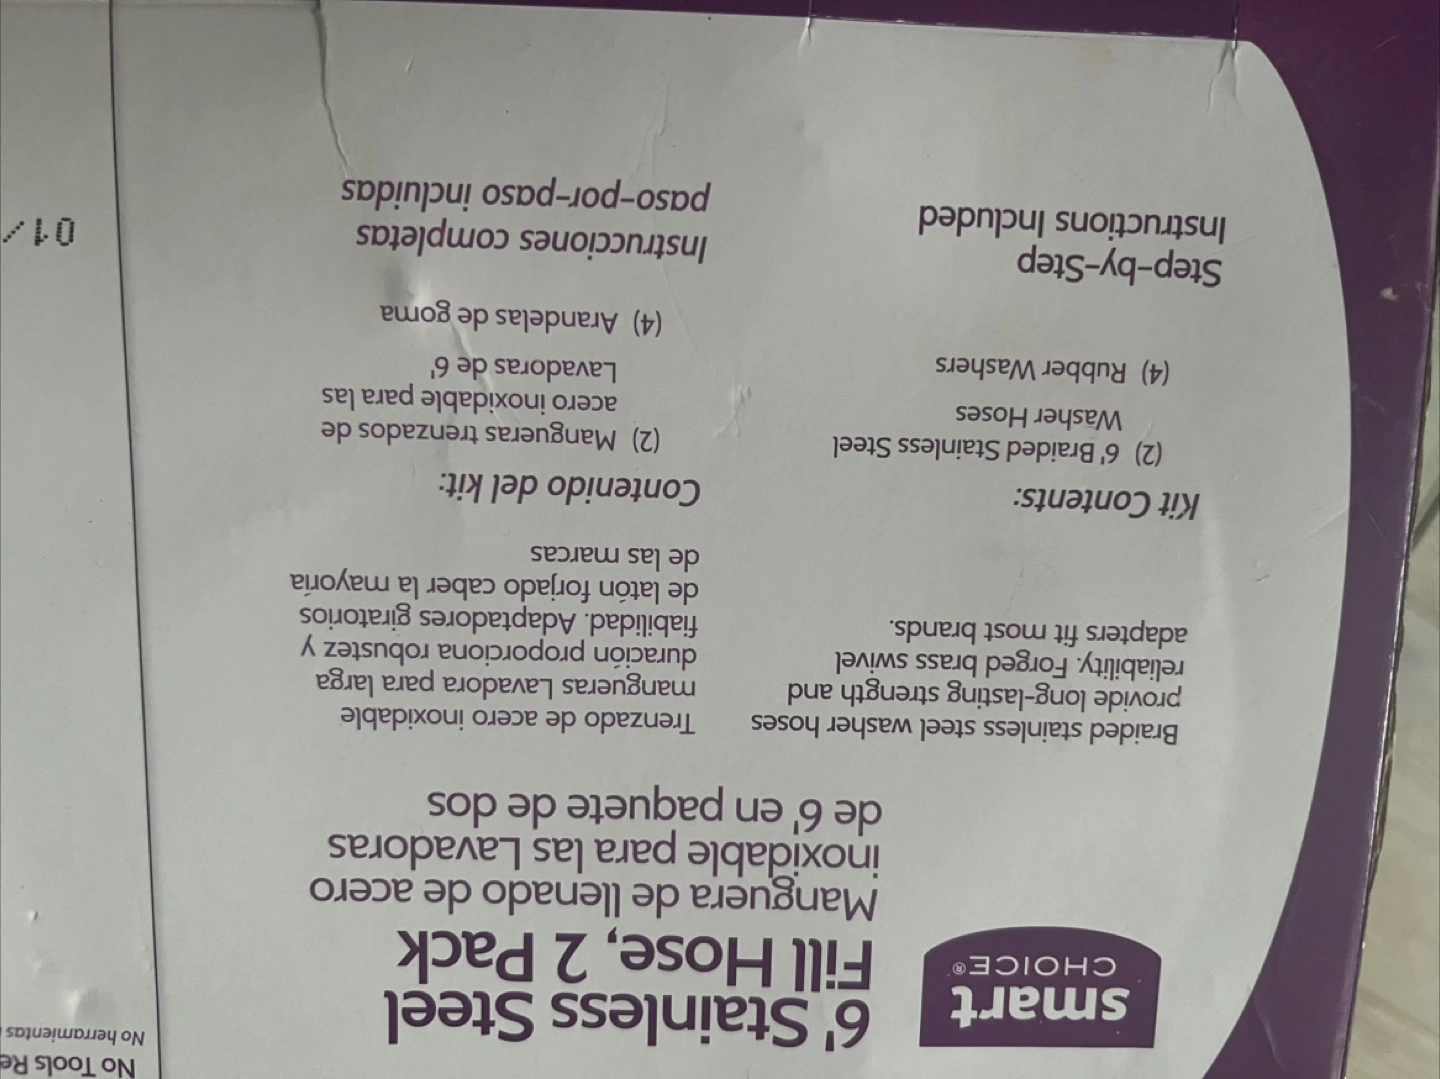 smart
CHOICE®
6' Stainless Steel
Fill Hose, 2 Pack
Manguera de llenado de acero
inoxidable para las Lavadoras
de 6' en paquete de dos
Braided stainless steel washer hoses
provide long-lasting strength and
reliability. Forged brass swivel
adapters fit most brands.
Kit Contents:
(2) 6' Braided Stainless Steel
Washer Hoses
(4) Rubber Washers
Step-by-Step
Instructions Included
Trenzado de acero inoxidable
mangueras Lavadora para larga
duración proporciona robustez y
fiabilidad. Adaptadores giratorios
de latón forjado caber la mayoría
de las marcas
Contenido del kit:
(2) Mangueras trenzados de
acero inoxidable para las
Lavadoras de 6'
(4) Arandelas de goma
Instrucciones completas
paso-por-paso incluidas
No Tools Re
No herramientas
01/